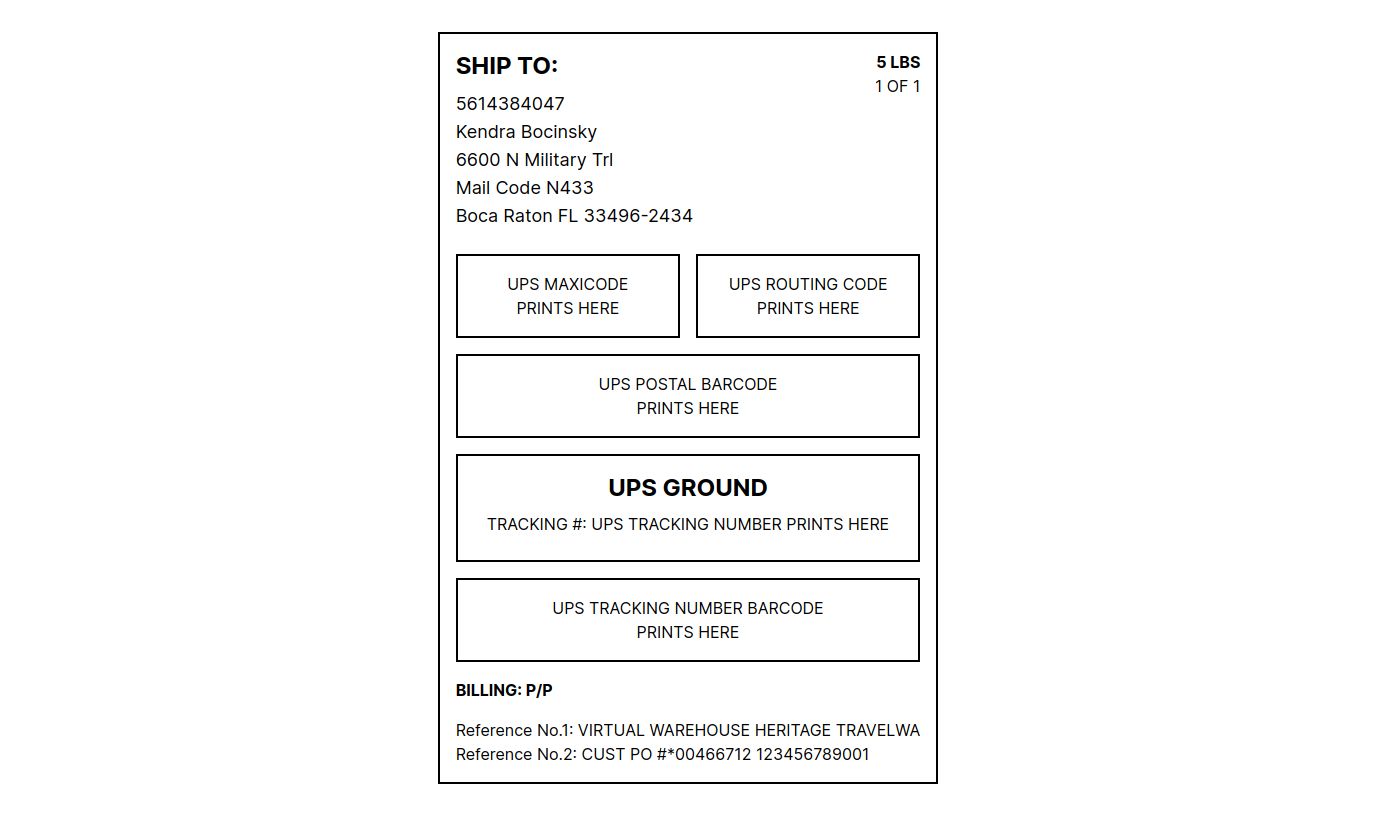 SHIP TO:
5 LBS
1 OF 1
5614384047
Kendra Bocinsky
6600 N Military Trl
Mail Code N433
Boca Raton FL 33496-2434
UPS MAXICODE
PRINTS HERE
UPS ROUTING CODE
PRINTS HERE
UPS POSTAL BARCODE
PRINTS HERE
UPS GROUND
TRACKING #: UPS TRACKING NUMBER PRINTS HERE
UPS TRACKING NUMBER BARCODE
PRINTS HERE
BILLING: P/P
Reference No.1: VIRTUAL WAREHOUSE HERITAGE TRAVELWA
Reference No.2: CUST PO #*00466712 123456789001